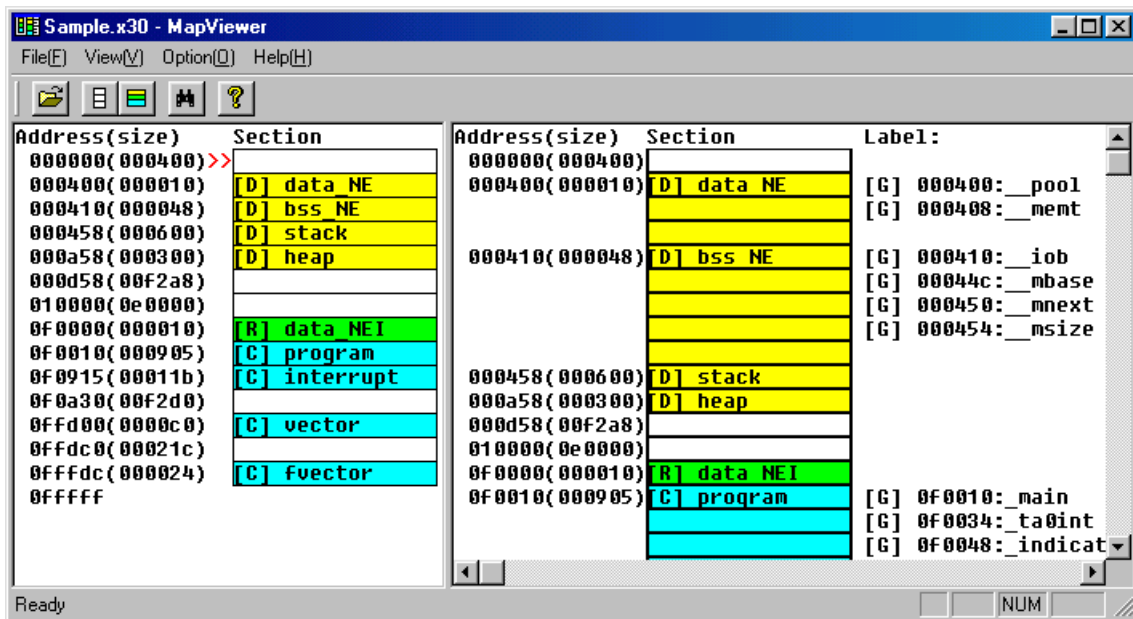 Sample.x30 - MapViewer
File(F) View(V) Option(O) Help(H)
Address(size) Section
000000(000400)>>
000400(000010) [D] data_NE
000410(000048) [D] bss_NE
000458(000600) [D] stack
000a58(000300) [D] heap
000d58(00f2a8)
010000(0e0000)
0f0000(000010) [R] data_NEI
0f0010(000905) [C] program
0f0915(00011b) [C] interrupt
0f0a30(00f2d0)
0ffd00(0000c0) [C] vector
0ffdc0(00021c)
0fffdc(000024) [C] fvector
0fffff
Address(size) Section Label:
000000(000400)
000400(000010) [D] data_NE [G] 000400:__pool
[G] 000408:__memt
000410(000048) [D] bss_NE [G] 000410:__iob
[G] 00044c:__mbase
[G] 000450:__mnext
[G] 000454:__msize
000458(000600) [D] stack
000a58(000300) [D] heap
000d58(00f2a8)
010000(0e0000)
0f0000(000010) [R] data_NEI
0f0010(000905) [C] program [G] 0f0010:_main
[G] 0f0034:_ta0int
[G] 0f0048:_indicat
Ready
NUM